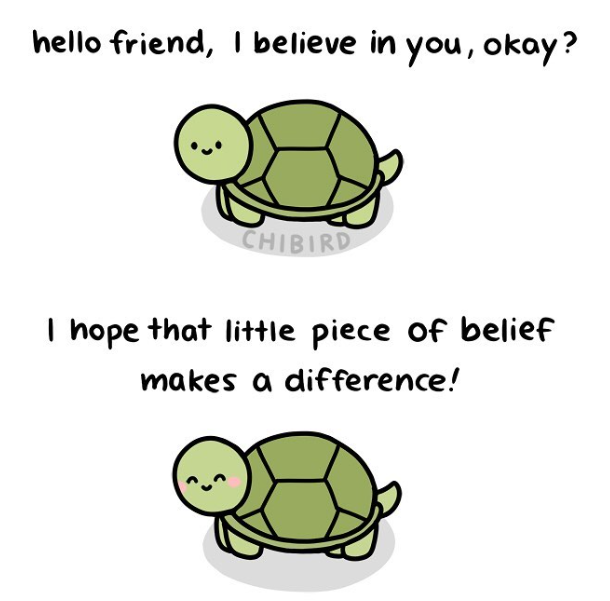 hello friend, I believe in you, okay?
CHIBIRD
I hope that little piece of belief
makes a difference!